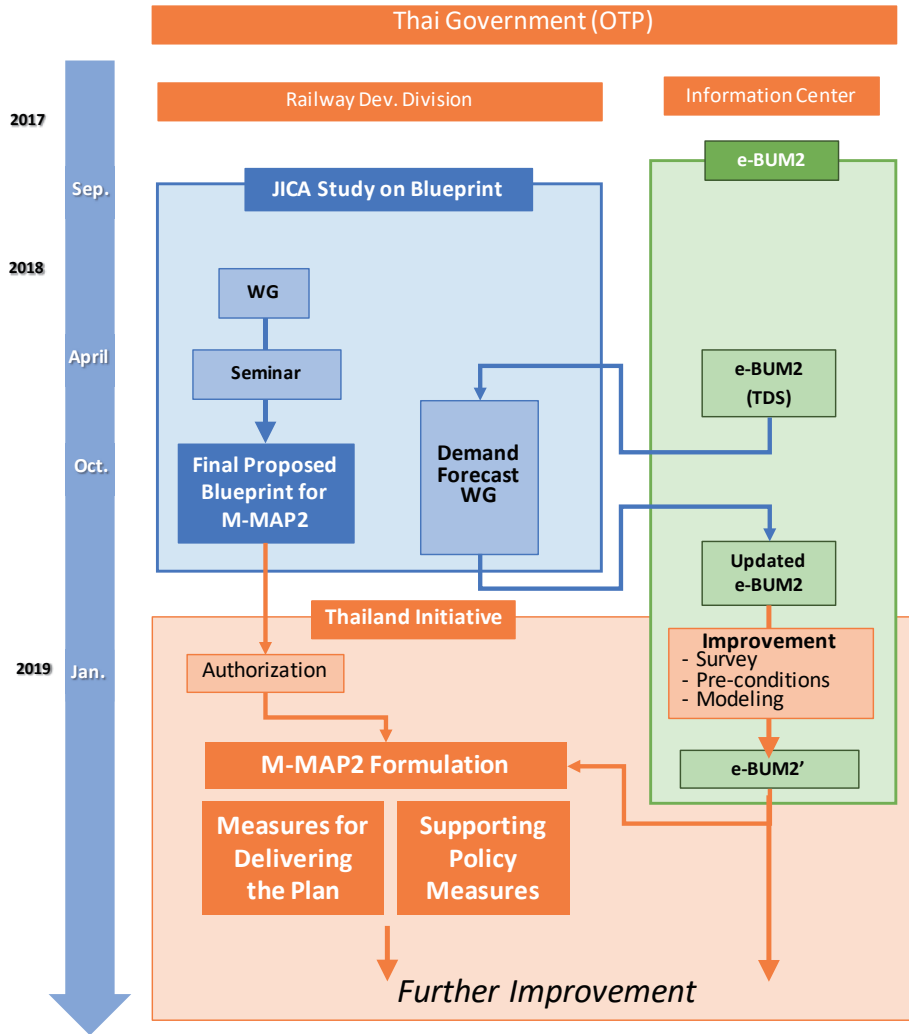 Thai Government (OTP)
Railway Dev. Division
Information Center
2017
e-BUM2
Sep.
JICA Study on Blueprint
2018
WG
April
Seminar
e-BUM2
(TDS)
Oct.
Final Proposed
Blueprint for
M-MAP2
Demand
Forecast
WG
Updated
e-BUM2
Thailand Initiative
2019
Jan.
Authorization
Improvement
- Survey
- Pre-conditions
- Modeling
M-MAP2 Formulation
e-BUM2’
Measures for
Delivering
the Plan
Supporting
Policy
Measures
Further Improvement